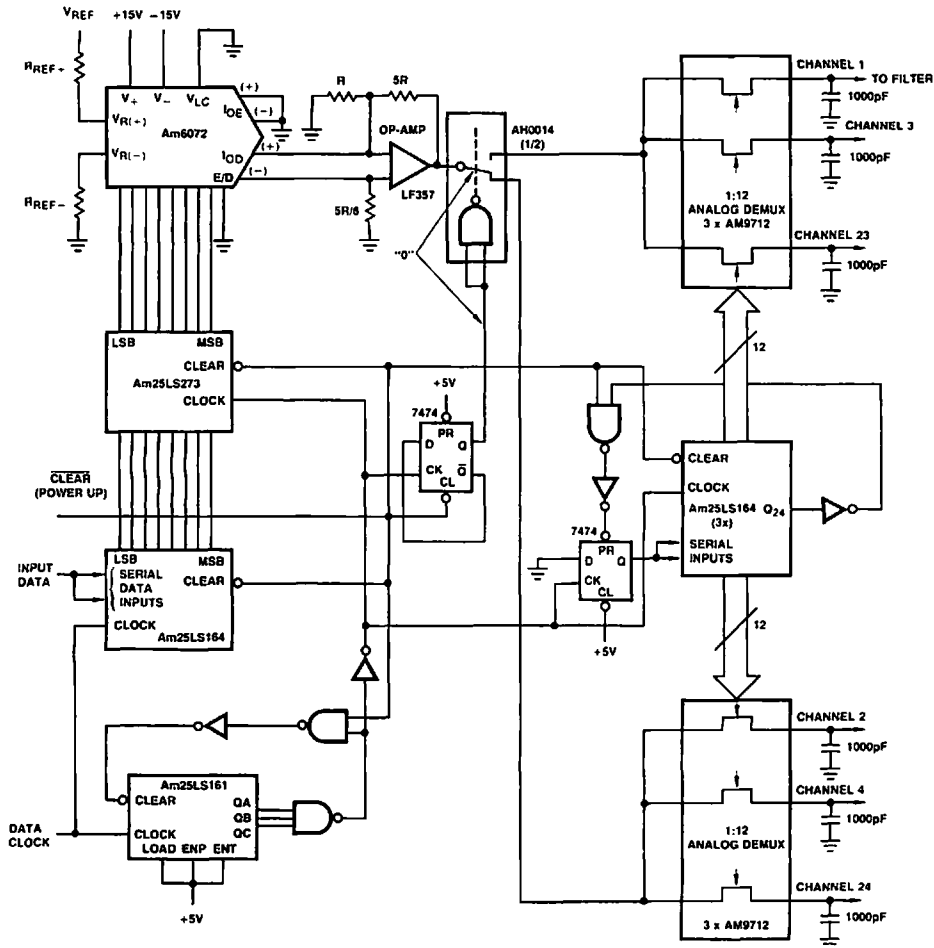 VREF
+15V
-15V
RREF+
V+
V-
VLC
(+)
IOE
(-)
VR(+)
Am6072
(+)
VR(-)
IOD
E/D
(-)
RREF-
R
5R
OP-AMP
LF357
5R/6
"0"
AH0014
(1/2)
CHANNEL 1
TO FILTER
1000pF
CHANNEL 3
1000pF
1:12
ANALOG DEMUX
3 x AM9712
CHANNEL 23
1000pF
12
LSB
MSB
CLEAR
Am25LS273
CLOCK
+5V
7474
PR
D
Q
CK
Q̅
CL
CLEAR
(POWER UP)
LSB
MSB
INPUT
DATA
SERIAL
DATA
INPUTS
CLEAR
CLOCK
Am25LS164
7474
PR
D
Q
CK
CL
+5V
CLEAR
CLOCK
Am25LS164
(3x)
Q24
SERIAL
INPUTS
12
Am25LS161
CLEAR
QA
QB
QC
CLOCK
LOAD ENP ENT
DATA
CLOCK
+5V
CHANNEL 2
1000pF
CHANNEL 4
1000pF
1:12
ANALOG DEMUX
CHANNEL 24
3 x AM9712
1000pF